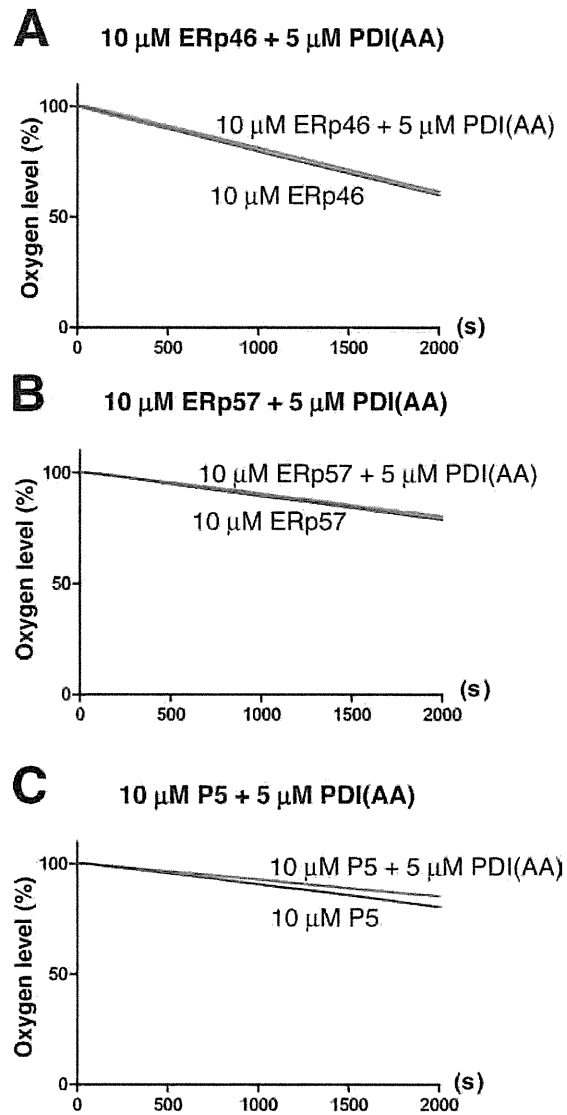 A
10 μM ERp46 + 5 μM PDI(AA)
Oxygen level (%)
100
50
0
10 μM ERp46 + 5 μM PDI(AA)
10 μM ERp46
0 500 1000 1500 2000
(s)
B
10 μM ERp57 + 5 μM PDI(AA)
Oxygen level (%)
100
50
0
10 μM ERp57 + 5 μM PDI(AA)
10 μM ERp57
0 500 1000 1500 2000
(s)
C
10 μM P5 + 5 μM PDI(AA)
Oxygen level (%)
100
50
0
10 μM P5 + 5 μM PDI(AA)
10 μM P5
0 500 1000 1500 2000
(s)